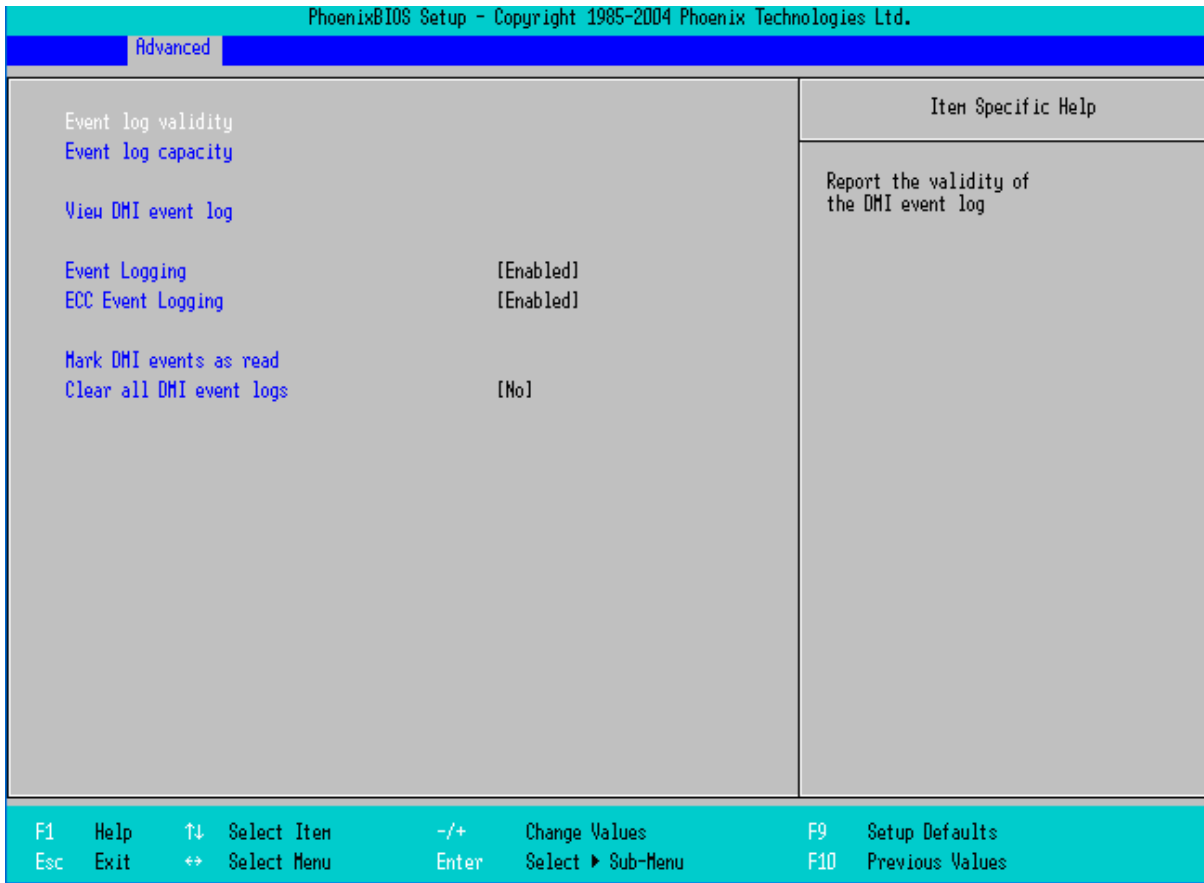 PhoenixBIOS Setup - Copyright 1985-2004 Phoenix Technologies Ltd.
Advanced
Event log validity
Event log capacity
View DMI event log
Event Logging [Enabled]
ECC Event Logging [Enabled]
Mark DMI events as read
Clear all DMI event logs [No]
Item Specific Help
Report the validity of
the DMI event log
F1 Help ↑↓ Select Item -/+ Change Values F9 Setup Defaults
Esc Exit ↔ Select Menu Enter Select ▶ Sub-Menu F10 Previous Values